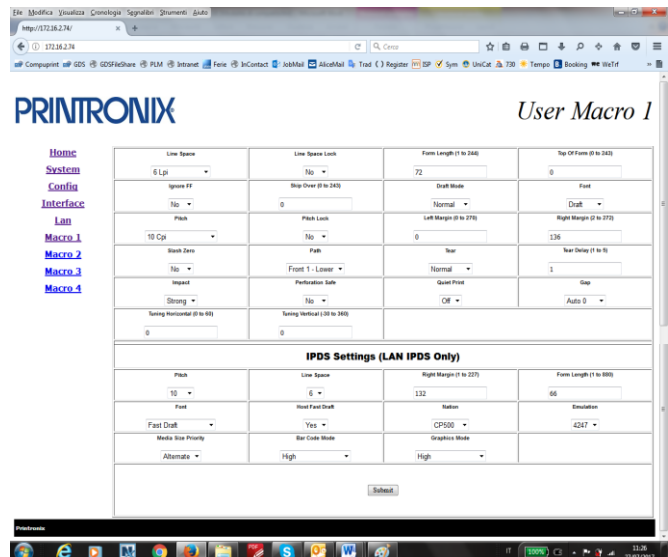 File Modifica Visualizza Cronologia Segnalibri Strumenti Aiuto
http://172.16.2.74/
172.16.2.74
Cerca
Compuprint GDS GDSFileShare PLM Intranet Ferie InContact JobMail AliceMail Trad Register ISP Sym UniCat 730 Tempo Booking WeTrf
PRINTRONIX
User Macro 1
Home
System
Config
Interface
Lan
Macro 1
Macro 2
Macro 3
Macro 4
Line Space Line Space Lock Form Length (1 to 244) Top Of Form (0 to 243)
6 Lpi No 72 0
Ignore FF Skip Over (0 to 243) Draft Mode Font
No 0 Normal Draft
Pitch Pitch Lock Left Margin (0 to 270) Right Margin (2 to 272)
10 Cpi No 0 136
Slash Zero Path Tear Tear Delay (1 to 5)
No Front 1 - Lower Normal 1
Impact Perforation Safe Quiet Print Gap
Strong No Off Auto 0
Tuning Horizontal (0 to 60) Tuning Vertical (-30 to 360)
0 0
IPDS Settings (LAN IPDS Only)
Pitch Line Space Right Margin (1 to 227) Form Length (1 to 880)
10 6 132 66
Font Host Fast Draft Nation Emulation
Fast Draft Yes CP500 4247
Media Size Priority Bar Code Mode Graphics Mode
Alternate High High
Submit
Printronix
IT 100% 11:26